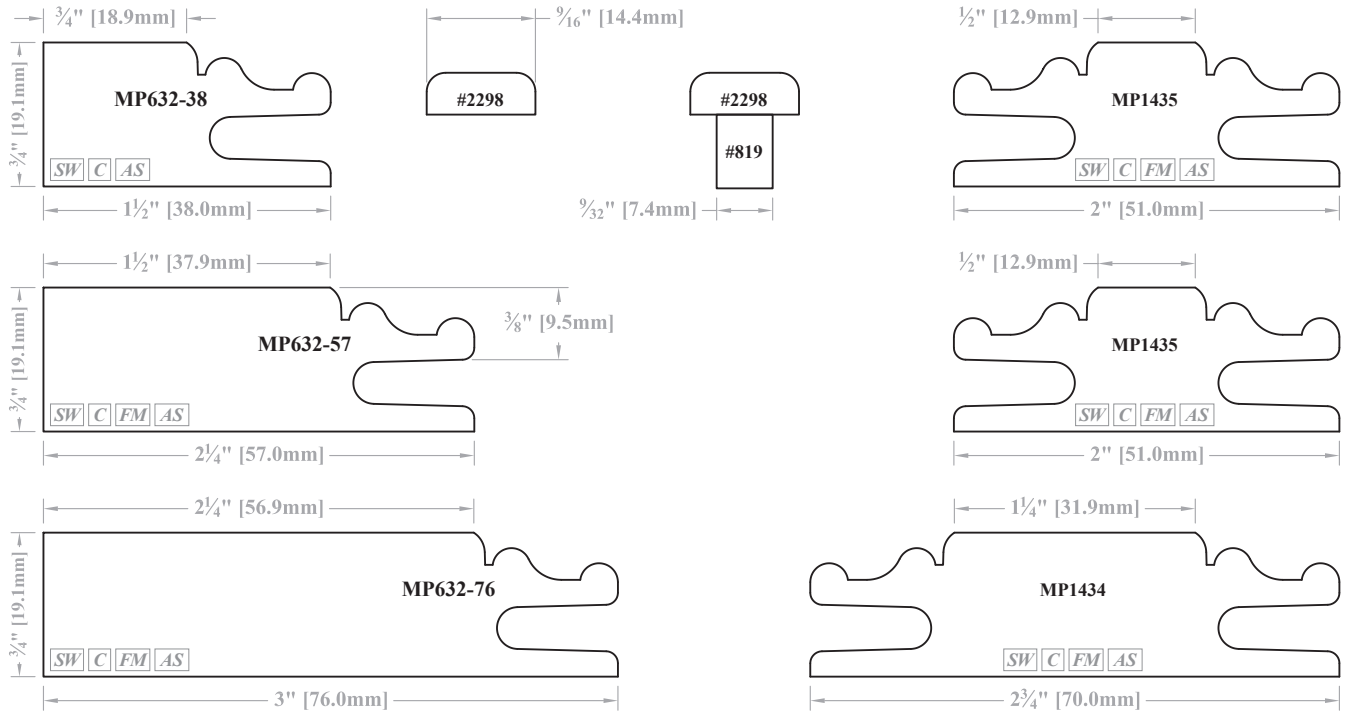 ¾" [18.9mm]
¾" [19.1mm]
MP632-38
SW C AS
1½" [38.0mm]
9⁄16" [14.4mm]
#2298
#2298
#819
9⁄32" [7.4mm]
½" [12.9mm]
MP1435
SW C FM AS
2" [51.0mm]
1½" [37.9mm]
¾" [19.1mm]
MP632-57
SW C FM AS
2¼" [57.0mm]
⅜" [9.5mm]
½" [12.9mm]
MP1435
SW C FM AS
2" [51.0mm]
2¼" [56.9mm]
¾" [19.1mm]
MP632-76
SW C FM AS
3" [76.0mm]
1¼" [31.9mm]
MP1434
SW C FM AS
2¾" [70.0mm]